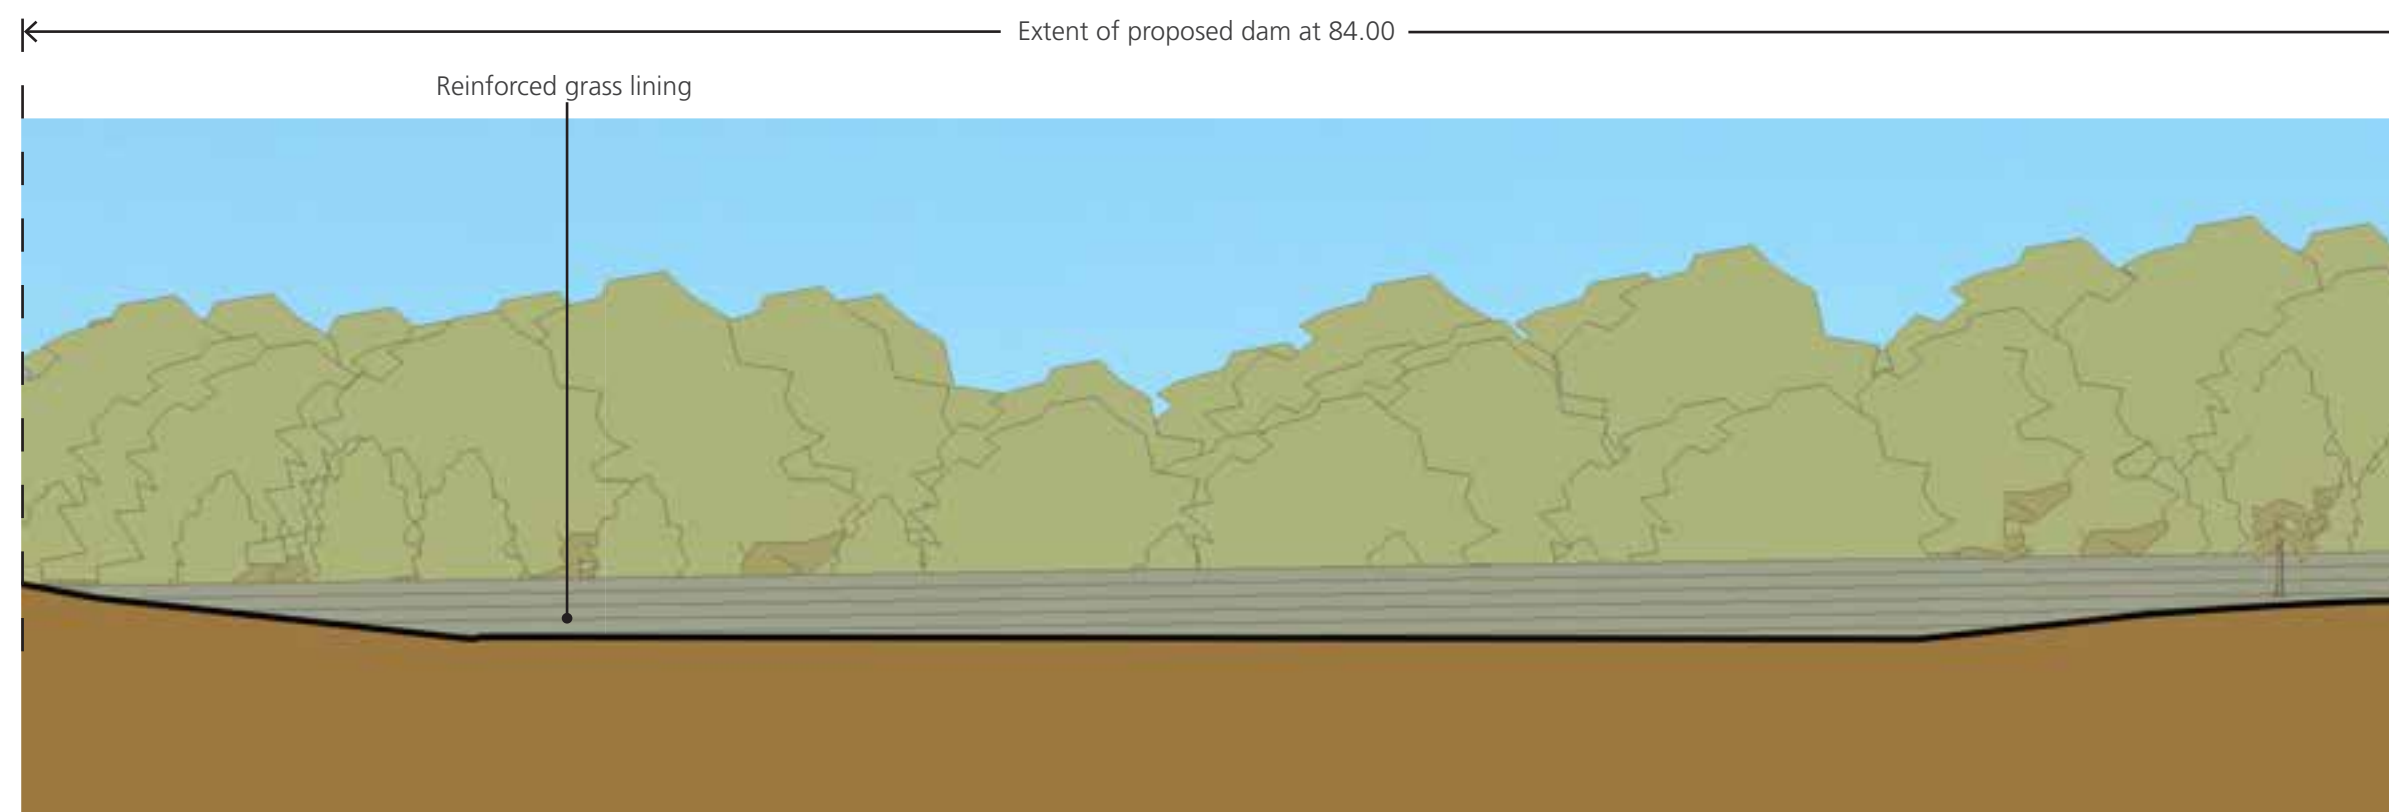 Extent of proposed dam at 84.00
Reinforced grass lining